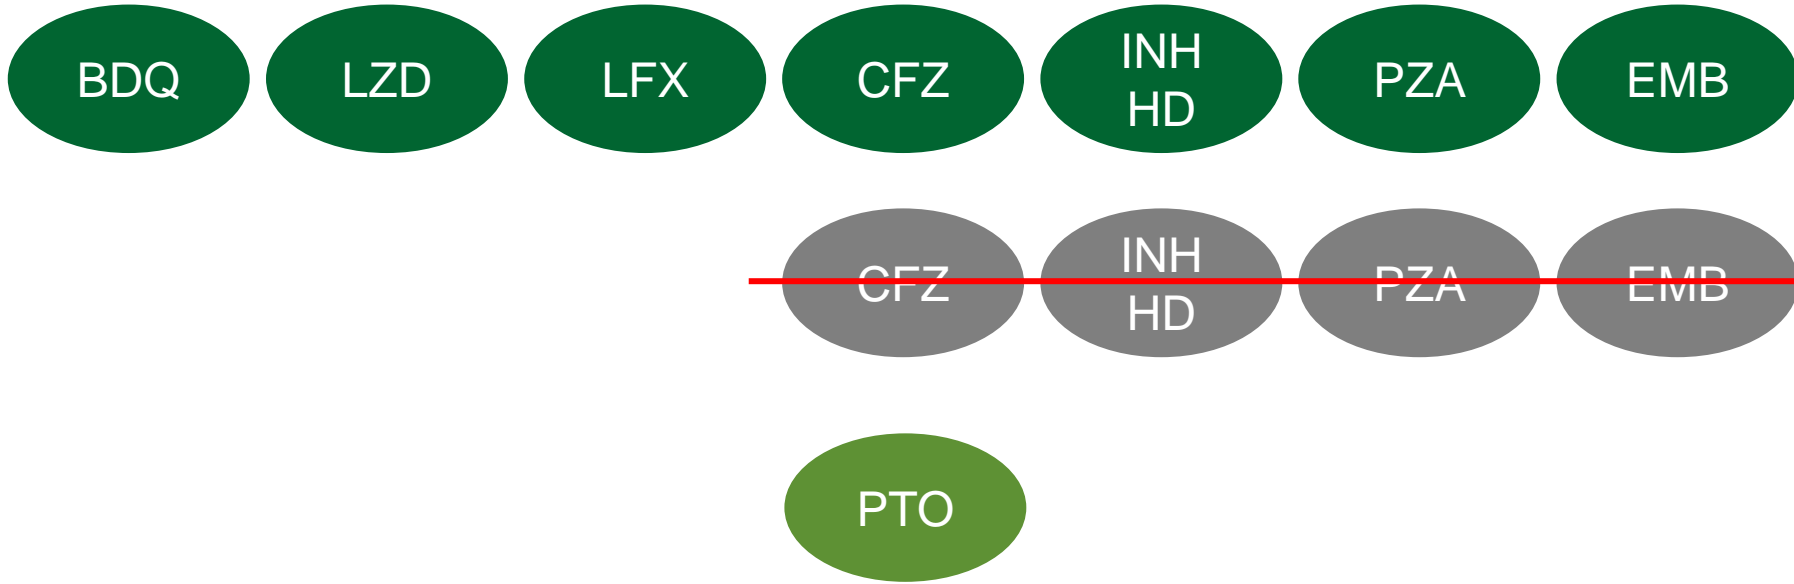 BDQ LZD LFX CFZ INH HD PZA EMB
CFZ INH HD PZA EMB
PTO